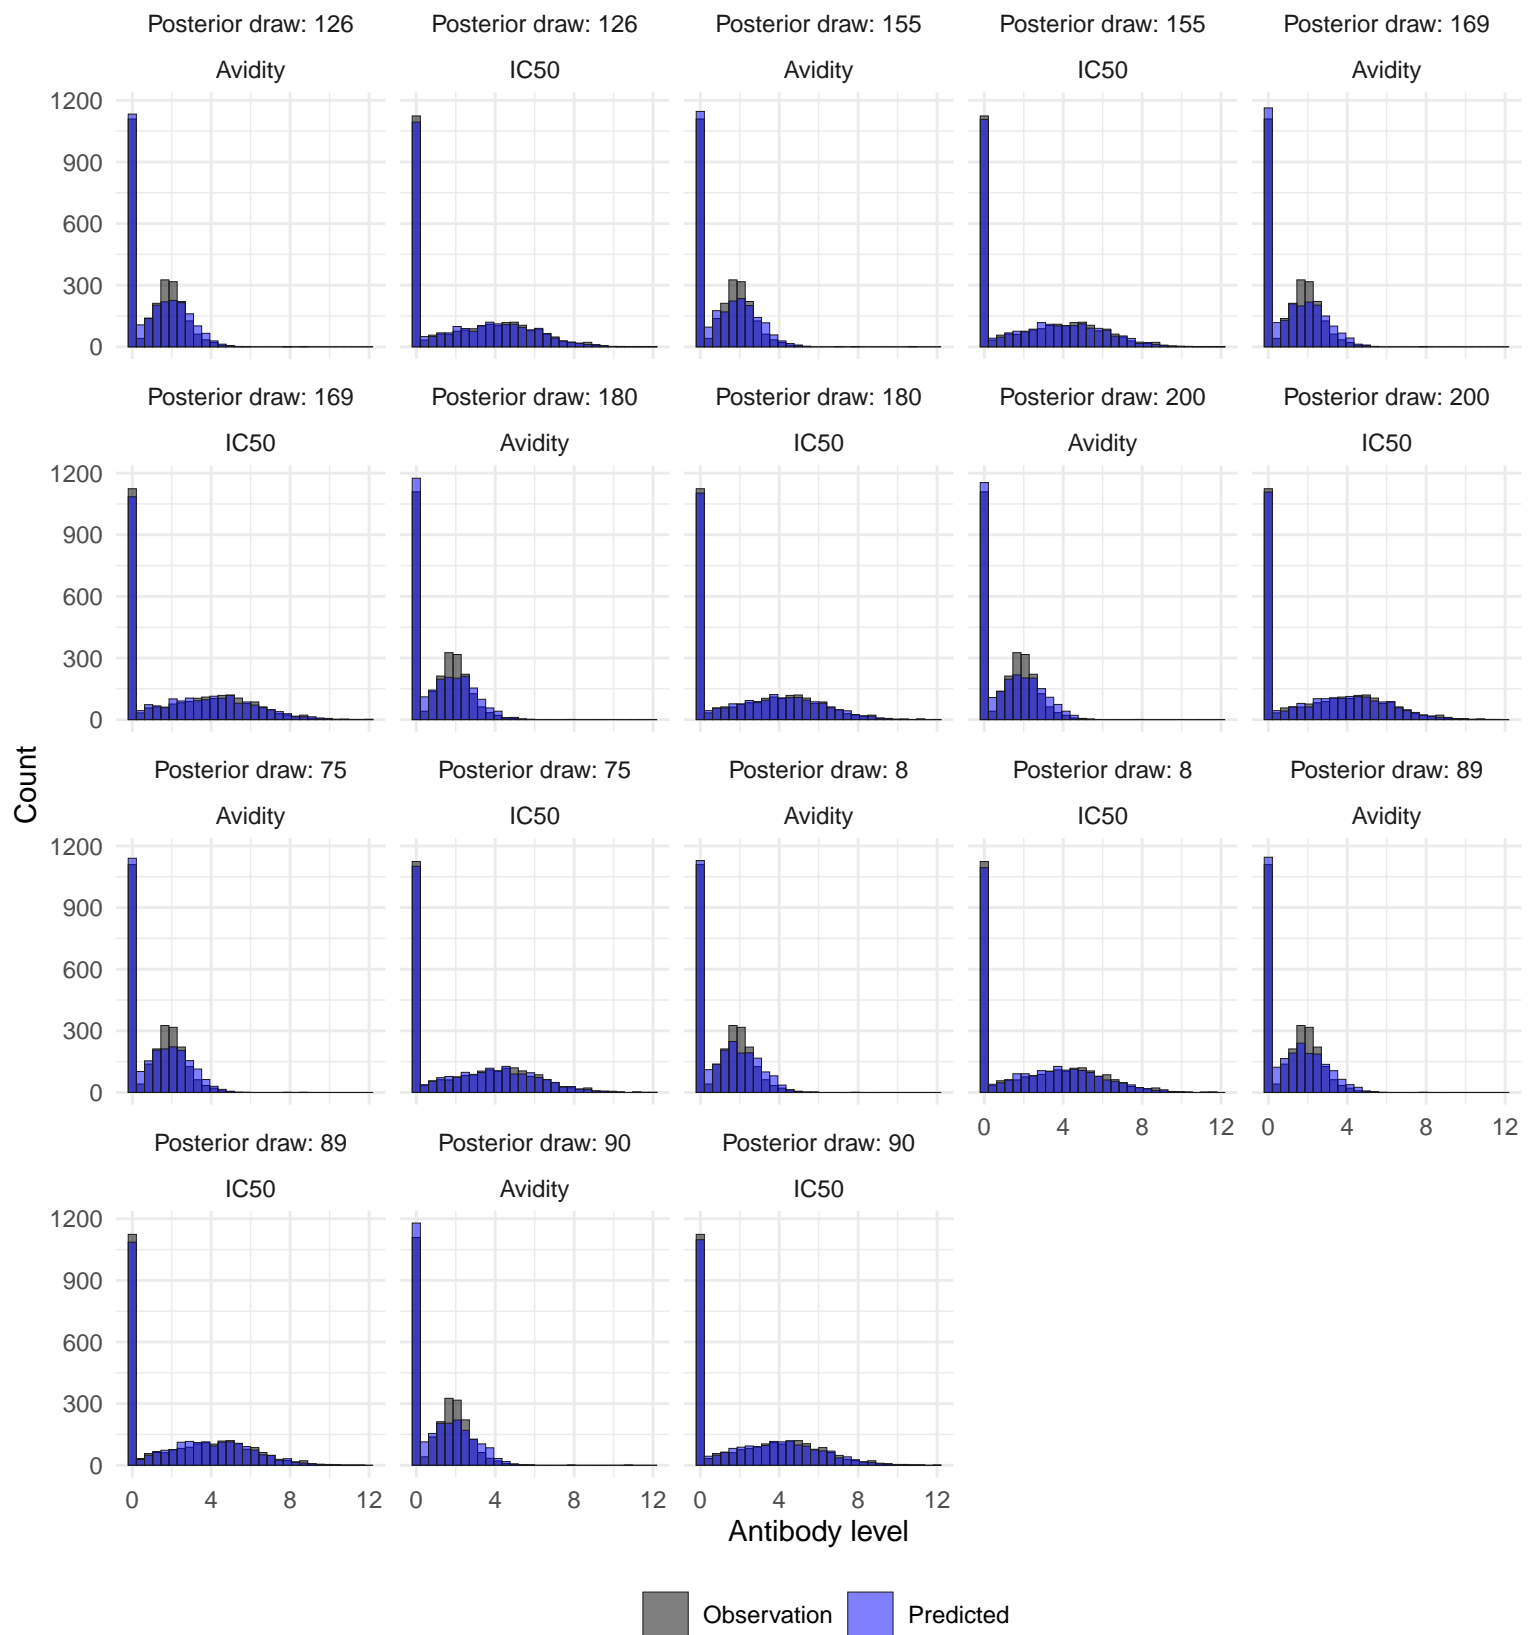 Posterior draw: 126 Posterior draw: 126 Posterior draw: 155 Posterior draw: 155 Posterior draw: 169
Avidity IC50 Avidity IC50 Avidity
1200
900
600
300
0
Posterior draw: 169 Posterior draw: 180 Posterior draw: 180 Posterior draw: 200 Posterior draw: 200
IC50 Avidity IC50 Avidity IC50
1200
900
600
300
0
Count
Posterior draw: 75 Posterior draw: 75 Posterior draw: 8 Posterior draw: 8 Posterior draw: 89
Avidity IC50 Avidity IC50 Avidity
1200
900
600
300
0
0 4 8 12 0 4 8 12
Posterior draw: 89 Posterior draw: 90 Posterior draw: 90
IC50 Avidity IC50
1200
900
600
300
0
0 4 8 12 0 4 8 12 0 4 8 12
Antibody level
Observation Predicted